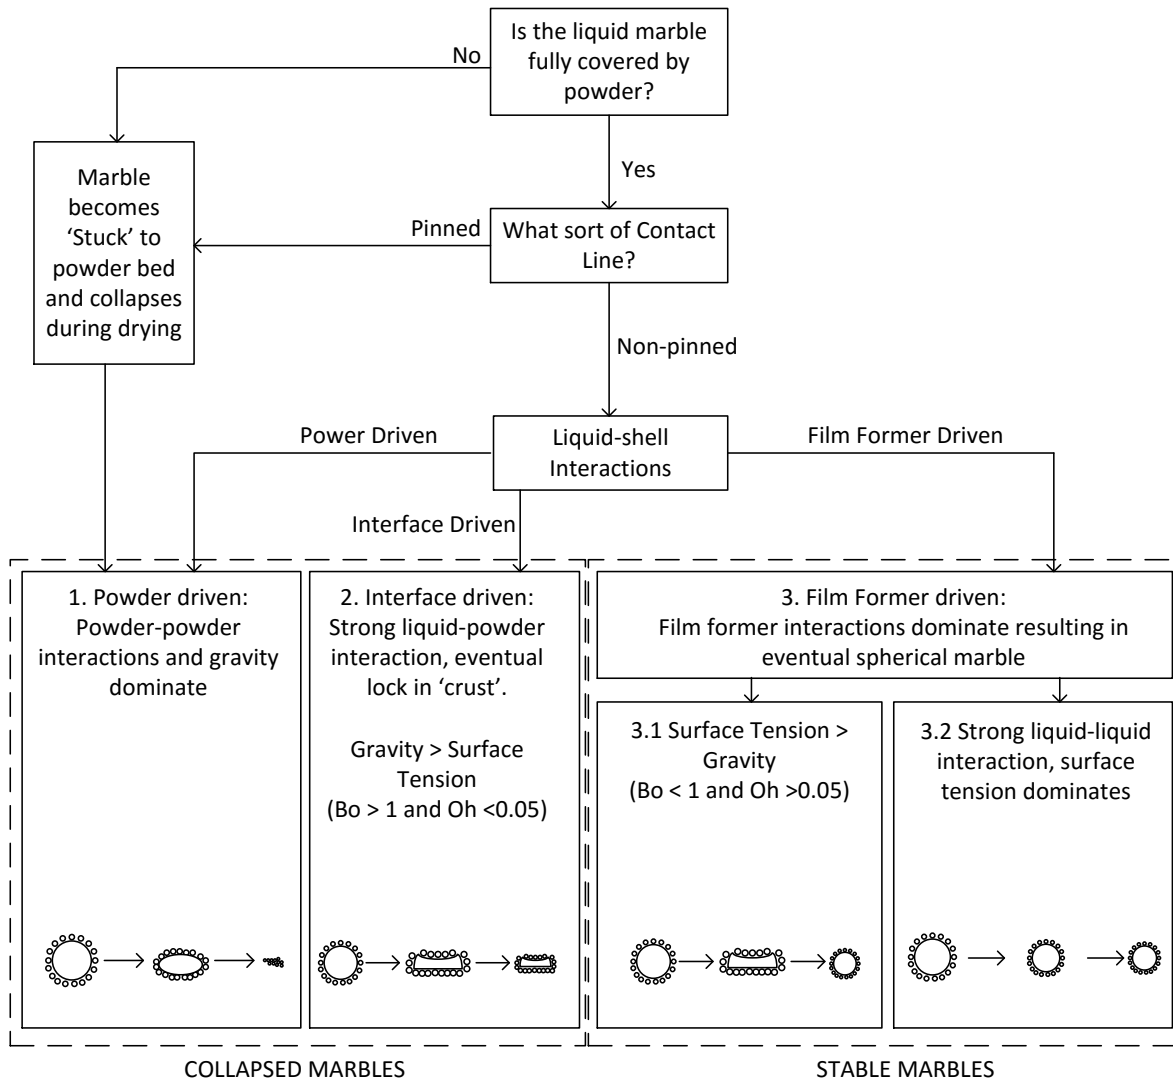 Is the liquid marble
fully covered by
powder?
No
Yes
Marble
becomes
‘Stuck’ to
powder bed
and collapses
during drying
Pinned
What sort of Contact
Line?
Non-pinned
Power Driven
Liquid-shell
Interactions
Film Former Driven
Interface Driven
1. Powder driven:
Powder-powder
interactions and gravity
dominate
2. Interface driven:
Strong liquid-powder
interaction, eventual
lock in ‘crust’.
Gravity > Surface
Tension
(Bo > 1 and Oh <0.05)
3. Film Former driven:
Film former interactions dominate resulting in
eventual spherical marble
3.1 Surface Tension >
Gravity
(Bo < 1 and Oh >0.05)
3.2 Strong liquid-liquid
interaction, surface
tension dominates
COLLAPSED MARBLES
STABLE MARBLES